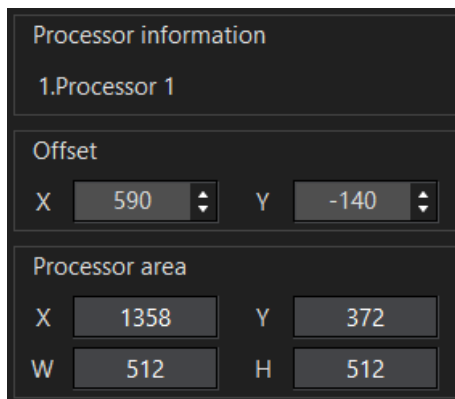 Processor information
1.Processor 1
Offset
X 590 Y -140
Processor area
X 1358 Y 372
W 512 H 512